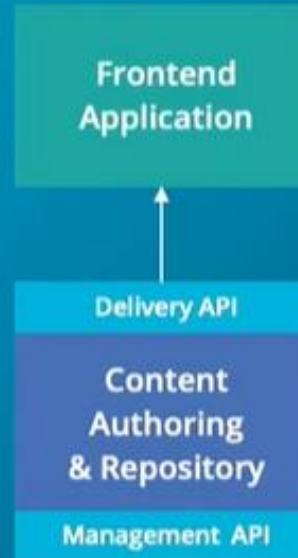 Frontend
Application
Delivery API
Content
Authoring
& Repository
Management API